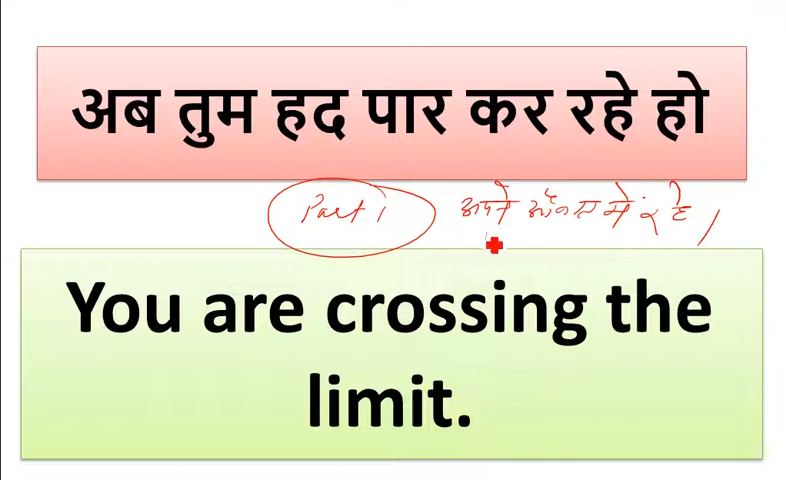 अब तुम हद पार कर रहे हो
Part 1
You are crossing the
limit.